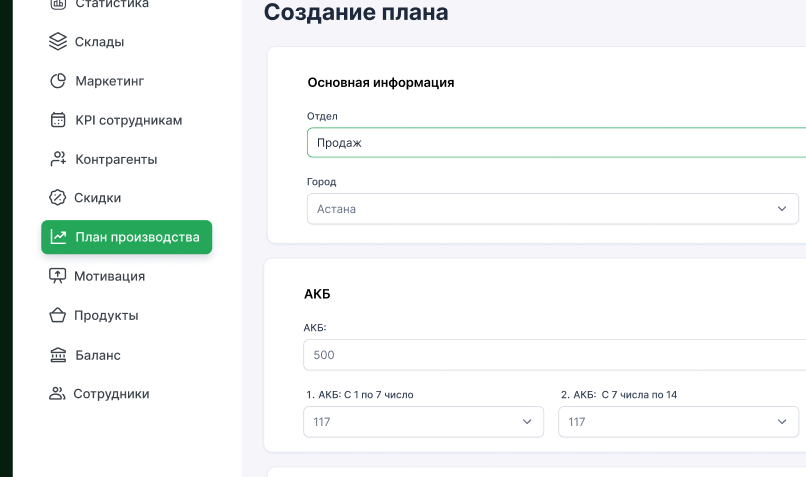 Статистика
Склады
Маркетинг
KPI сотрудникам
Контрагенты
Скидки
План производства
Мотивация
Продукты
Баланс
Сотрудники
Создание плана
Основная информация
Отдел
Продаж
Город
Астана
АКБ
АКБ:
500
1. АКБ: С 1 по 7 число
117
2. АКБ: С 7 числа по 14
117